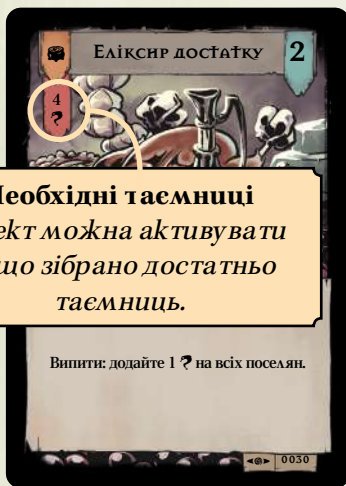 Еліксир достатку
2
4
?
Необхідні таємниці
можна активувати
що зібрано достатньо
таємниць.
Випити: додайте 1 ? на всіх поселян.
0030